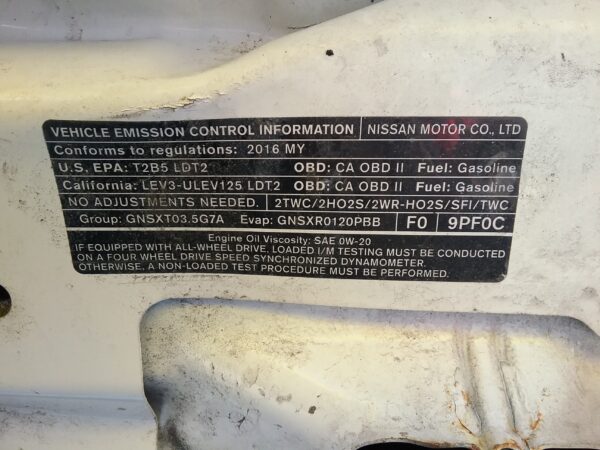 VEHICLE EMISSION CONTROL INFORMATION NISSAN MOTOR CO., LTD
Conforms to regulations: 2016 MY
U.S. EPA: T2B5 LDT2 OBD: CA OBD II Fuel: Gasoline
California: LEV3-ULEV125 LDT2 OBD: CA OBD II Fuel: Gasoline
NO ADJUSTMENTS NEEDED. 2TWC/2HO2S/2WR-HO2S/SFI/TWC
Group: GNSXT03.5G7A Evap: GNSXR0120PBB F0 9PF0C
Engine Oil Viscosity: SAE 0W-20
IF EQUIPPED WITH ALL-WHEEL DRIVE. LOADED I/M TESTING MUST BE CONDUCTED
ON A FOUR WHEEL DRIVE SPEED SYNCHRONIZED DYNAMOMETER.
OTHERWISE, A NON-LOADED TEST PROCEDURE MUST BE PERFORMED.